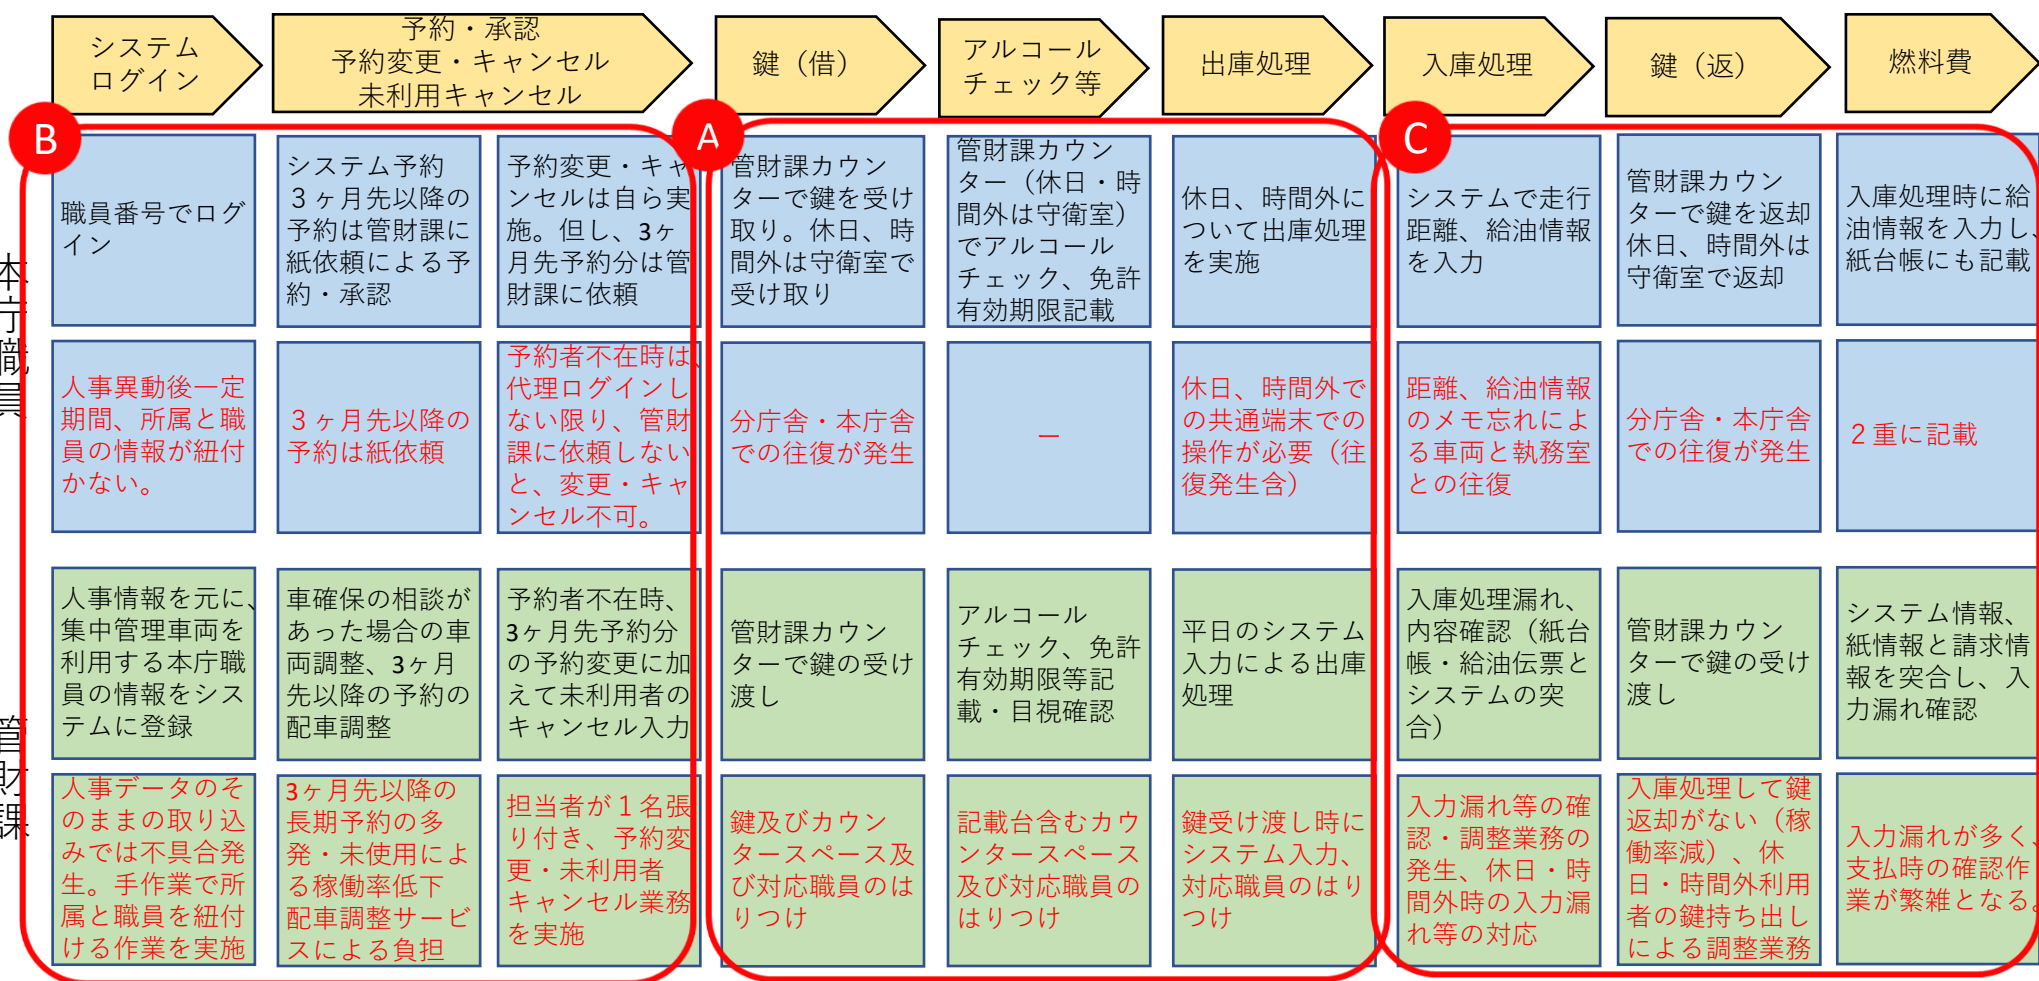 システム
ログイン
予約・承認
予約変更・キャンセル
未利用キャンセル
鍵（借）
アルコール
チェック等
出庫処理
入庫処理
鍵（返）
燃料費
B
A
C
本庁職員
職員番号でログ
イン
システム予約
３ヶ月先以降の
予約は管財課に
紙依頼による予
約・承認
予約変更・キャ
ンセルは自ら実
施。但し、3ヶ
月先予約分は管
財課に依頼
管財課カウン
ターで鍵を受け
取り。休日、時
間外は守衛室で
受け取り
管財課カウン
ター（休日・時
間外は守衛室）
でアルコール
チェック、免許
有効期限記載
休日、時間外に
ついて出庫処理
を実施
システムで走行
距離、給油情報
を入力
管財課カウン
ターで鍵を返却
休日、時間外は
守衛室で返却
入庫処理時に給
油情報を入力し、
紙台帳にも記載
人事異動後一定
期間、所属と職
員の情報が紐付
かない。
３ヶ月先以降の
予約は紙依頼
予約者不在時は、
代理ログインし
ない限り、管財
課に依頼しない
と、変更・キャ
ンセル不可。
分庁舎・本庁舎
での往復が発生
－
休日、時間外で
の共通端末での
操作が必要（往
復発生含）
距離、給油情報
のメモ忘れによ
る車両と執務室
との往復
分庁舎・本庁舎
での往復が発生
２重に記載
管財課
人事情報を元に、
集中管理車両を
利用する本庁職
員の情報をシス
テムに登録
車確保の相談が
あった場合の車
両調整、3ヶ月
先以降の予約の
配車調整
予約者不在時、
3ヶ月先予約分
の予約変更に加
えて未利用者の
キャンセル入力
管財課カウン
ターで鍵の受け
渡し
アルコール
チェック、免許
有効期限等記
載・目視確認
平日のシステム
入力による出庫
処理
入庫処理漏れ、
内容確認（紙台
帳・給油伝票と
システムの突
合）
管財課カウン
ターで鍵の受け
渡し
システム情報、
紙情報と請求情
報を突合し、入
力漏れ確認
人事データのそ
のままの取り込
みでは不具合発
生。手作業で所
属と職員を紐付
ける作業を実施
3ヶ月先以降の
長期予約の多
発・未使用によ
る稼働率低下
配車調整サービ
スによる負担
担当者が１名張
り付き、予約変
更・未利用者
キャンセル業務
を実施
鍵及びカウン
タースペース及
び対応職員のは
りつけ
記載台含むカウ
ンタースペース
及び対応職員の
はりつけ
鍵受け渡し時に
システム入力、
対応職員のはり
つけ
入力漏れ等の確
認・調整業務の
発生、休日・時
間外時の入力漏
れ等の対応
入庫処理して鍵
返却がない（稼
働率減）、休
日・時間外利用
者の鍵持ち出し
による調整業務
入力漏れが多く、
支払時の確認作
業が繁雑となる。